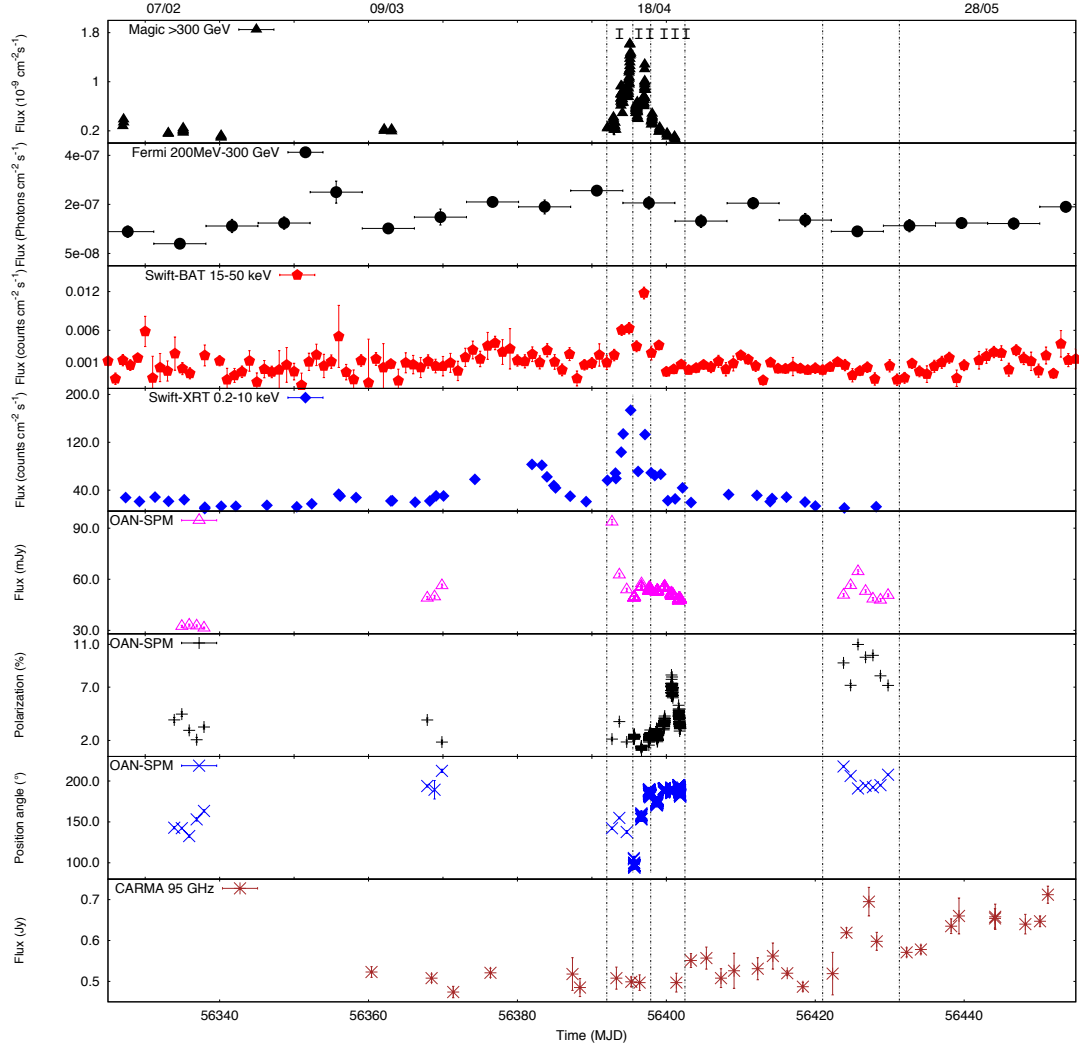 07/02 09/03 18/04 28/05
Magic >300 GeV
Flux (10⁻⁹ cm⁻²s⁻¹)
1.8
1
0.2
Fermi 200MeV-300 GeV
Flux (Photons cm⁻² s⁻¹)
4e-07
2e-07
5e-08
Swift-BAT 15-50 keV
Flux (counts cm⁻² s⁻¹)
0.012
0.006
0.001
Swift-XRT 0.2-10 keV
Flux (counts cm⁻² s⁻¹)
200.0
120.0
40.0
OAN-SPM
Flux (mJy)
90.0
60.0
30.0
OAN-SPM
Polarization (%)
11.0
7.0
2.0
OAN-SPM
Position angle (°)
200.0
150.0
100.0
CARMA 95 GHz
Flux (Jy)
0.7
0.6
0.5
56340 56360 56380 56400 56420 56440
Time (MJD)